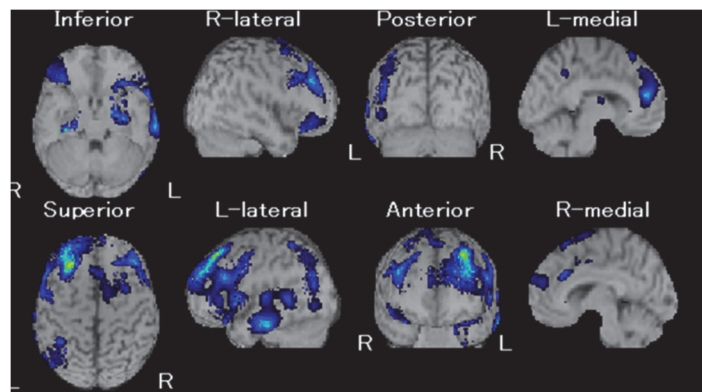 Inferior R-lateral Posterior L-medial
L R
R L
Superior L-lateral Anterior R-medial
R L
L R